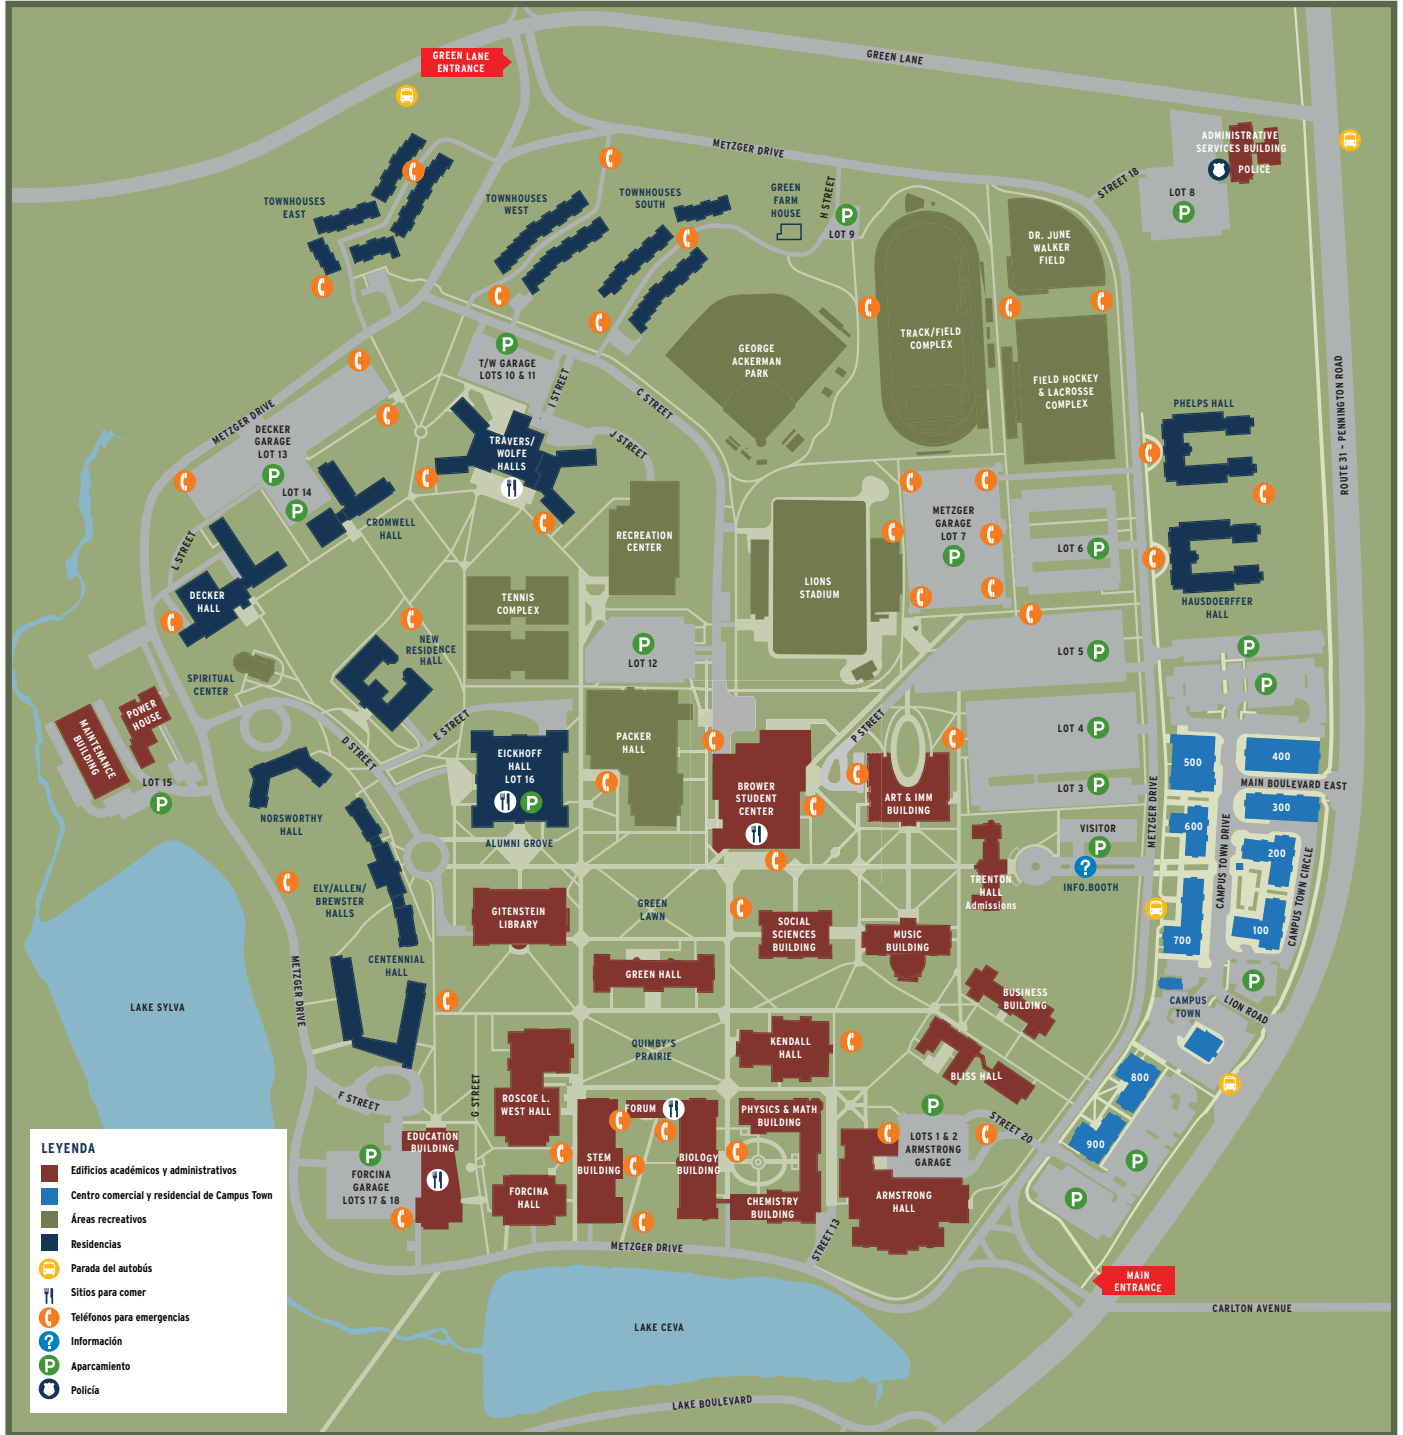 GREEN LANE
ENTRANCE
GREEN LANE
METZGER DRIVE
ADMINISTRATIVE
SERVICES BUILDING
POLICE
STREET 18
LOT 8
P
TOWNHOUSES
EAST
TOWNHOUSES
WEST
TOWNHOUSES
SOUTH
GREEN
FARM
HOUSE
H STREET
P
LOT 9
DR. JUNE
WALKER
FIELD
TRACK/FIELD
COMPLEX
GEORGE
ACKERMAN
PARK
FIELD HOCKEY
& LACROSSE
COMPLEX
P
T/W GARAGE
LOTS 10 & 11
I STREET
C STREET
J STREET
METZGER DRIVE
DECKER
GARAGE
LOT 13
P
LOT 14
P
TRAVERS/
WOLFE
HALLS
PHELPS HALL
ROUTE 31 - PENNINGTON ROAD
CROMWELL
HALL
L STREET
RECREATION
CENTER
METZGER
GARAGE
LOT 7
P
LOT 6
P
LIONS
STADIUM
DECKER
HALL
TENNIS
COMPLEX
HAUSDOERFFER
HALL
NEW
RESIDENCE
HALL
P
LOT 12
LOT 5
P
P
P
SPIRITUAL
CENTER
POWER
HOUSE
MAINTENANCE
BUILDING
LOT 15
P
D STREET
E STREET
PACKER
HALL
P STREET
LOT 4
P
EICKHOFF
HALL
LOT 16
P
ALUMNI GROVE
BROWER
STUDENT
CENTER
ART & IMM
BUILDING
LOT 3
P
500
400
MAIN BOULEVARD EAST
300
METZGER DRIVE
600
CAMPUS TOWN DRIVE
200
CAMPUS TOWN CIRCLE
NORSWORTHY
HALL
VISITOR
P
?
INFO.BOOTH
TRENTON
HALL
Admissions
ELY/ALLEN/
BREWSTER
HALLS
GITENSTEIN
LIBRARY
GREEN
LAWN
SOCIAL
SCIENCES
BUILDING
MUSIC
BUILDING
700
100
CENTENNIAL
HALL
GREEN HALL
BUSINESS
BUILDING
P
CAMPUS
TOWN
LION ROAD
LAKE SYLVA
METZGER DRIVE
QUIMBY'S
PRAIRIE
KENDALL
HALL
BLISS HALL
800
900
P
P
F STREET
G STREET
ROSCOE L.
WEST HALL
FORUM
PHYSICS & MATH
BUILDING
P
LOTS 1 & 2
ARMSTRONG
GARAGE
STREET 20
EDUCATION
BUILDING
P
FORCINA
GARAGE
LOTS 17 & 18
STEM
BUILDING
BIOLOGY
BUILDING
FORCINA
HALL
CHEMISTRY
BUILDING
ARMSTRONG
HALL
STREET 13
METZGER DRIVE
MAIN
ENTRANCE
CARLTON AVENUE
LAKE CEVA
LAKE BOULEVARD
LEYENDA
Edificios académicos y administrativos
Centro comercial y residencial de Campus Town
Áreas recreativos
Residencias
Parada del autobús
Sitios para comer
Teléfonos para emergencias
? Información
P Aparcamiento
Policía